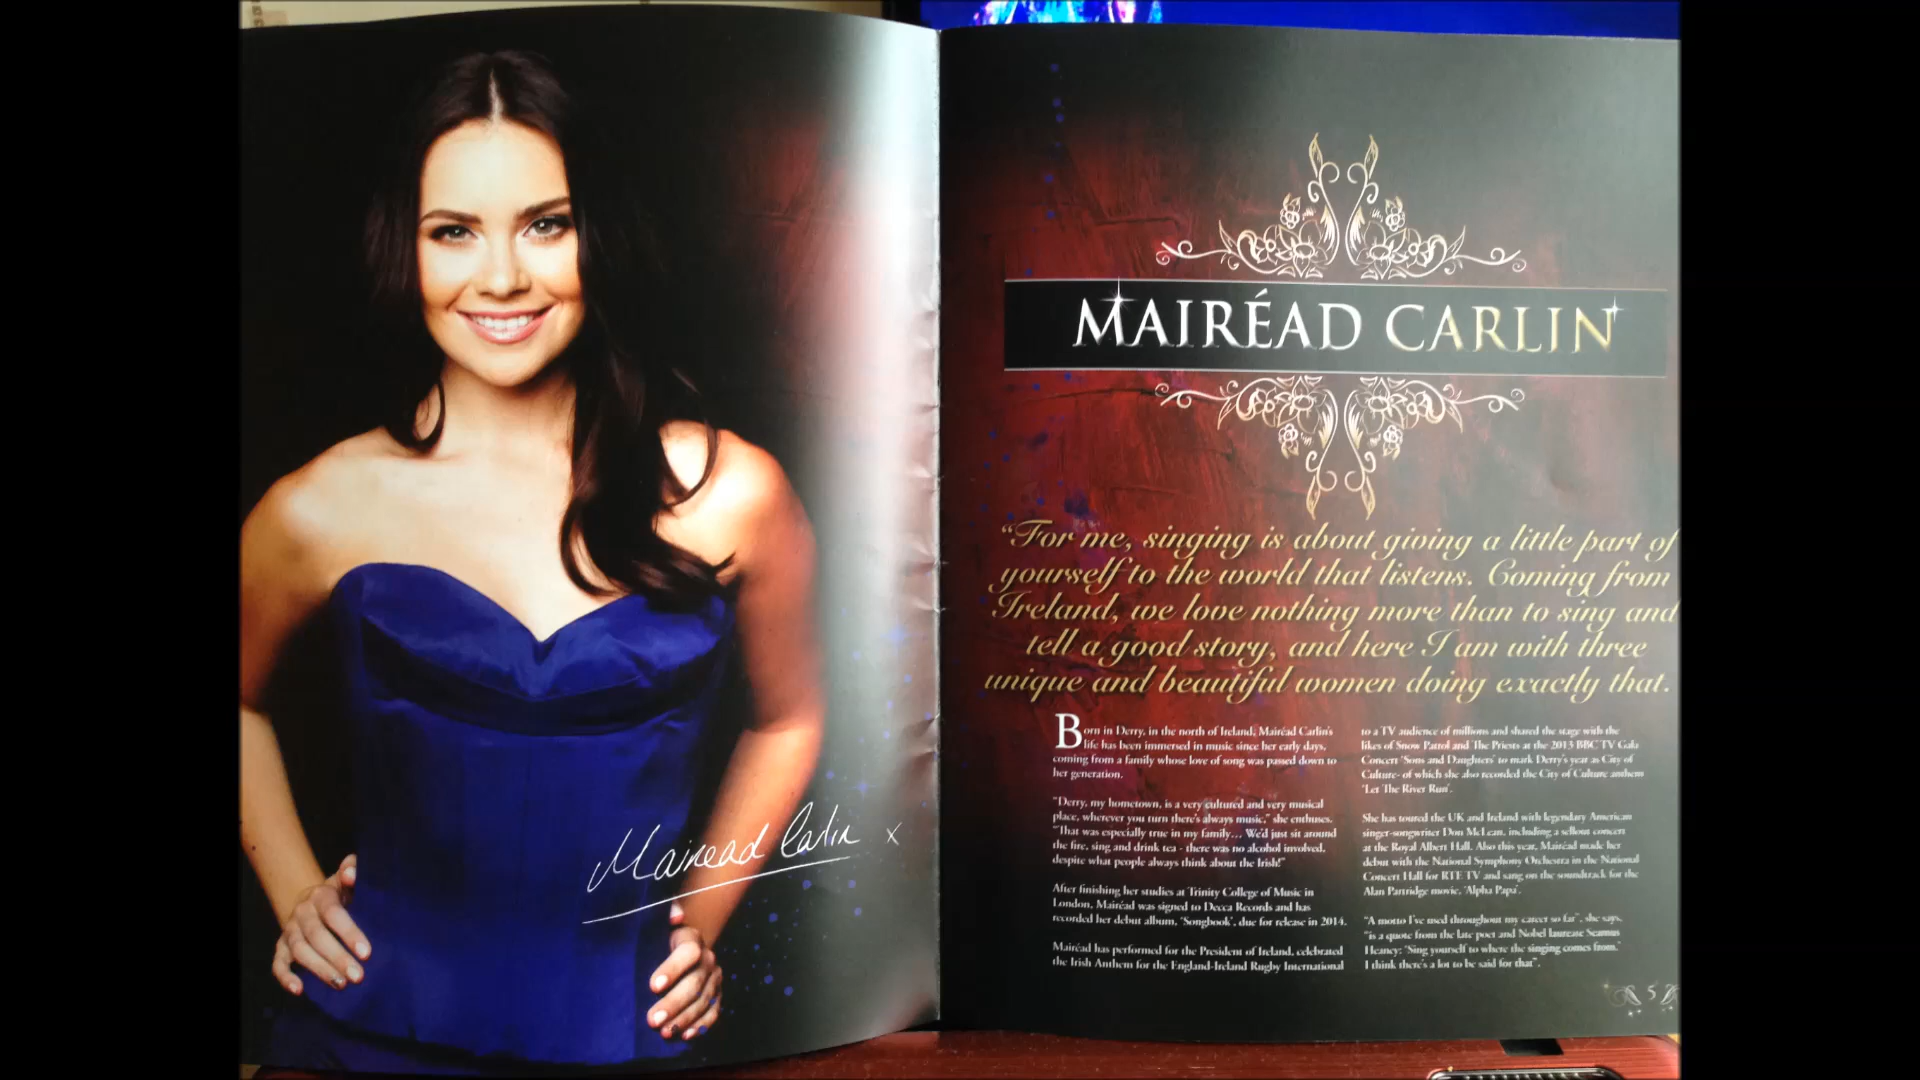 Mairead Carlin x
MAIRÉAD CARLIN
“For me, singing is about giving a little part of
yourself to the world that listens. Coming from
Ireland, we love nothing more than to sing and
tell a good story, and here I am with three
unique and beautiful women doing exactly that.
Born in Derry, in the north of Ireland, Mairéad Carlin's
life has been immersed in music since her early days,
coming from a family whose love of song was passed down to
her generation.
"Derry, my hometown, is a very cultured and very musical
place, wherever you turn there's always music," she enthuses.
"That was especially true in my family... We'd just sit around
the fire, sing and drink tea - there was no alcohol involved,
despite what people always think about the Irish!"
After finishing her studies at Trinity College of Music in
London, Mairéad was signed to Decca Records and has
recorded her debut album, 'Songbook', due for release in 2014.
Mairéad has performed for the President of Ireland, celebrated
the Irish Anthem for the England-Ireland Rugby International
to a TV audience of millions and shared the stage with the
likes of Snow Patrol and The Priests at the 2013 BBC TV Gala
Concert 'Sons and Daughters' to mark Derry's year as City of
Culture- of which she also recorded the City of Culture anthem
'Let The River Run'.
She has toured the UK and Ireland with legendary American
singer-songwriter Don McLean, including a sellout concert
at the Royal Albert Hall. Also this year, Mairéad made her
debut with the National Symphony Orchestra in the National
Concert Hall for RTE TV and sang on the soundtrack for the
Alan Partridge movie, 'Alpha Papa'.
"A motto I've used throughout my career so far", she says,
"is a quote from the late poet and Nobel laureate Seamus
Heaney: 'Sing yourself to where the singing comes from.'
I think there's a lot to be said for that".
5